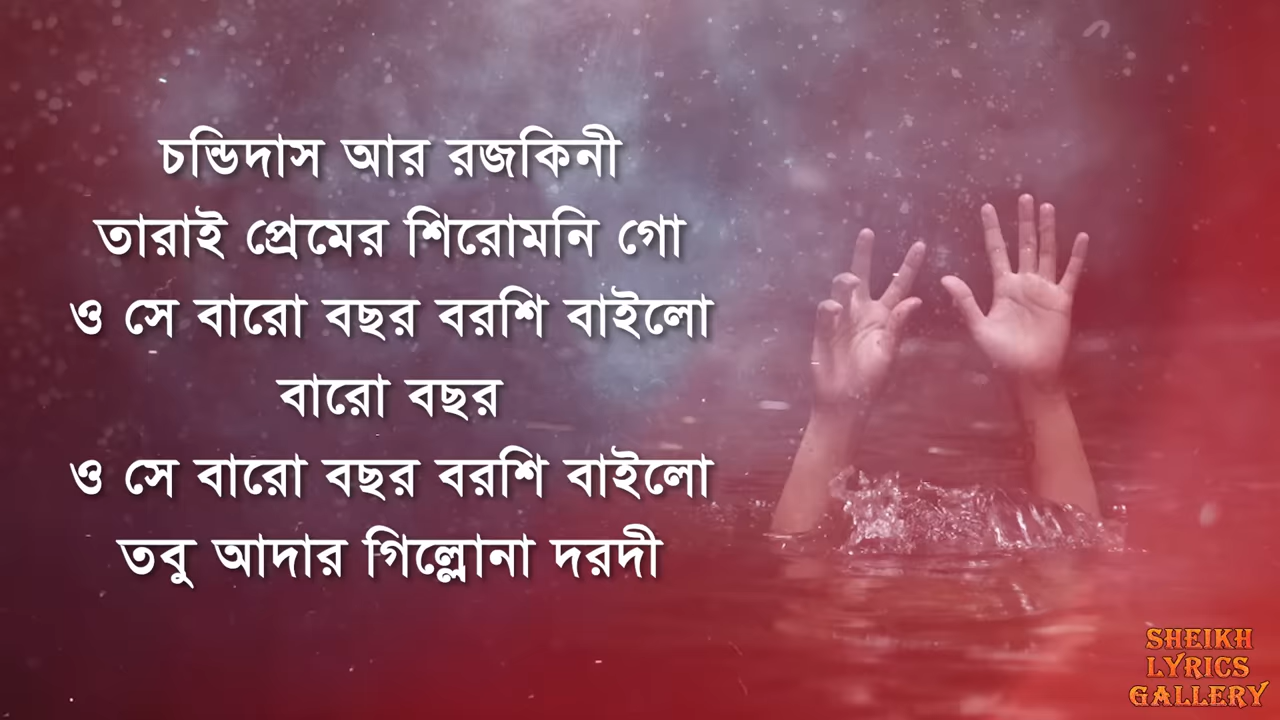 চন্ডিদাস আর রজকিনী
তারাই প্রেমের শিরোমনি গো
ও সে বারো বছর বরশি বাইলো
বারো বছর
ও সে বারো বছর বরশি বাইলো
তবু আদার গিল্লোনা দরদী
SHEIKH
LYRICS
GALLERY